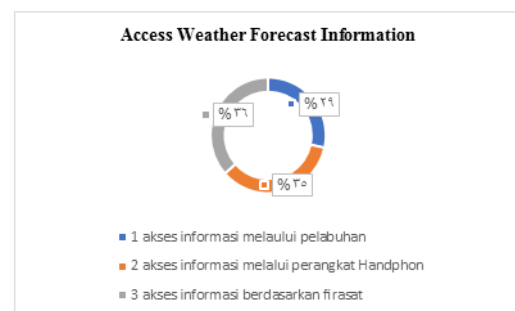 Access Weather Forecast Information
%٢٩
%٣٦
%٣٥
1 akses informasi melaului pelabuhan
2 akses informasi melalui perangkat Handphon
3 akses informasi berdasarkan firasat